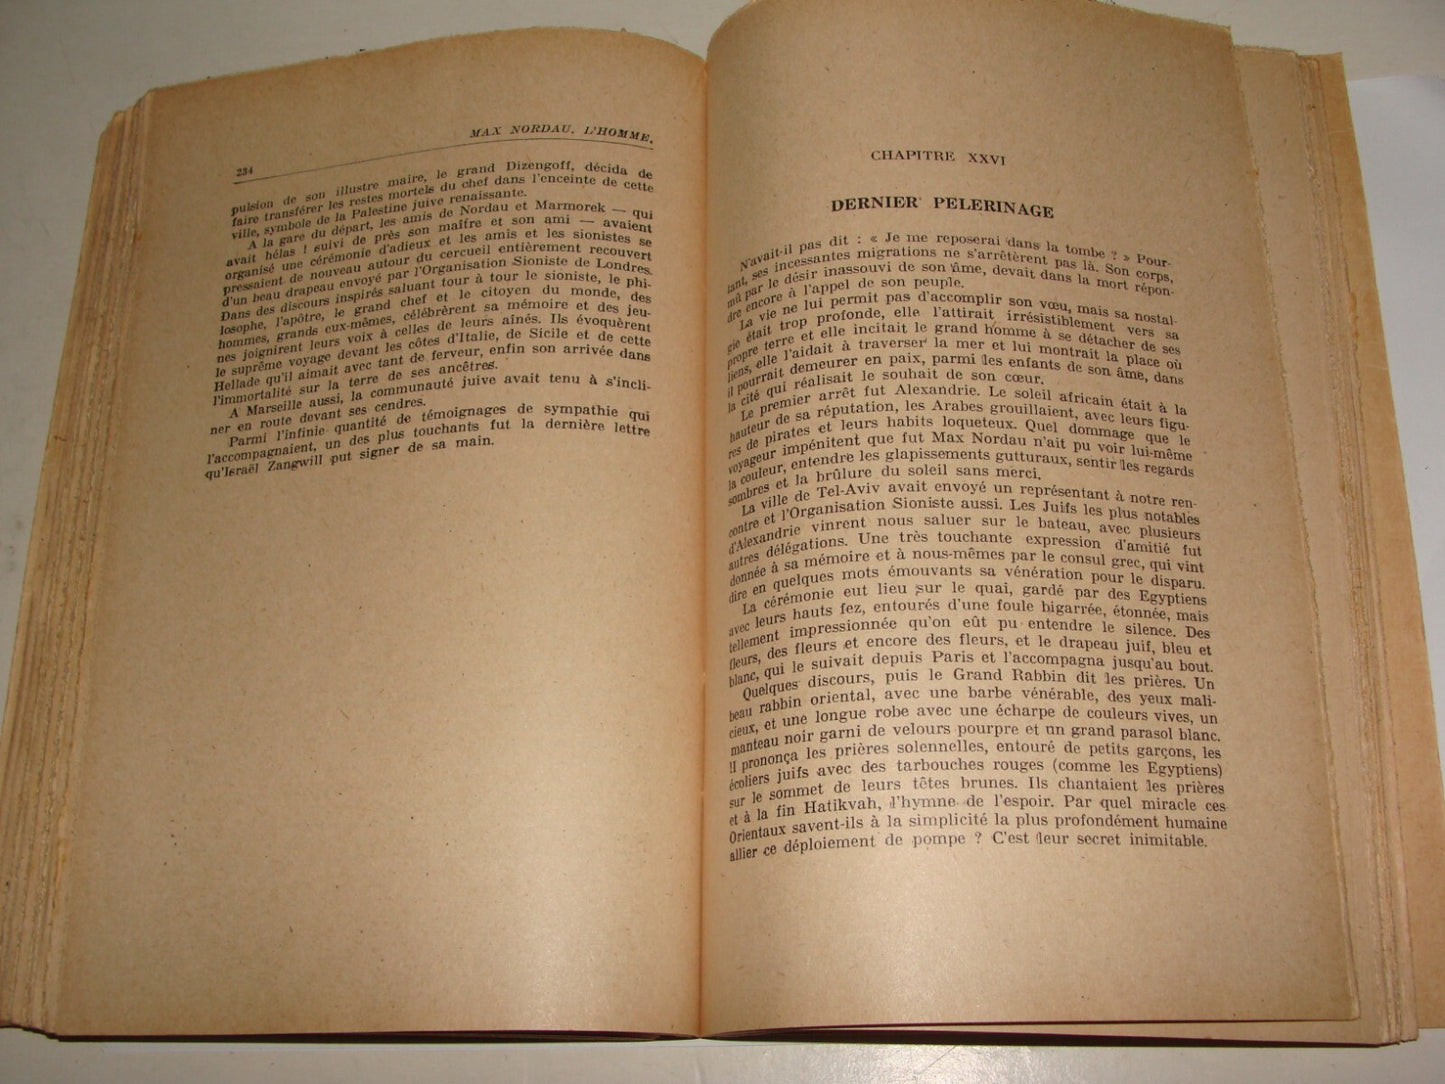 234
MAX NORDAU. L'HOMME.
pulsion de son illustre maire, le grand Dizengoff, décida de
faire transférer les restes mortels du chef dans l'enceinte de cette
ville, symbole de la Palestine juive renaissante.
A la gare du départ, les amis de Nordau et Marmorek — qui
avait hélas ! suivi de près son maître et son ami — avaient
organisé une cérémonie d'adieux et les amis et les sionistes se
pressaient de nouveau autour du cercueil entièrement recouvert
d'un beau drapeau envoyé par l'Organisation Sioniste de Londres.
Dans des discours inspirés saluant tour à tour le sioniste, le phi-
losophe, l'apôtre, le grand chef et le citoyen du monde, des
hommes, grands eux-mêmes, célébrèrent sa mémoire et des jeu-
nes joignirent leurs voix à celles de leurs aînés. Ils évoquèrent
le suprême voyage devant les côtes d'Italie, de Sicile et de cette
Hellade qu'il aimait avec tant de ferveur, enfin son arrivée dans
l'immortalité sur la terre de ses ancêtres.
A Marseille aussi, la communauté juive avait tenu à s'incli-
ner en route devant ses cendres.
Parmi l'infinie quantité de témoignages de sympathie qui
l'accompagnaient, un des plus touchants fut la dernière lettre
qu'Israël Zangwill put signer de sa main.
CHAPITRE XXVI
DERNIER PELERINAGE
N'avait-il pas dit : « Je me reposerai dans la tombe ? » Pour-
tant, ses incessantes migrations ne s'arrêtèrent pas là. Son corps,
mû par le désir inassouvi de son âme, devait dans la mort répon-
dre encore à l'appel de son peuple.
La vie ne lui permit pas d'accomplir son vœu, mais sa nostal-
gie était trop profonde, elle l'attirait irrésistiblement vers sa
propre terre et elle incitait le grand homme à se détacher de ses
liens, elle l'aidait à traverser la mer et lui montrait la place où
il pourrait demeurer en paix, parmi les enfants de son âme, dans
la cité qui réalisait le souhait de son cœur.
Le premier arrêt fut Alexandrie. Le soleil africain était à la
hauteur de sa réputation, les Arabes grouillaient, avec leurs figu-
res de pirates et leurs habits loqueteux. Quel dommage que le
voyageur impénitent que fut Max Nordau n'ait pu voir lui-même
la couleur, entendre les glapissements gutturaux, sentir les regards
sombres et la brûlure du soleil sans merci.
La ville de Tel-Aviv avait envoyé un représentant à notre ren-
contre et l'Organisation Sioniste aussi. Les Juifs les plus notables
d'Alexandrie vinrent nous saluer sur le bateau, avec plusieurs
autres délégations. Une très touchante expression d'amitié fut
donnée à sa mémoire et à nous-mêmes par le consul grec, qui vint
dire en quelques mots émouvants sa vénération pour le disparu.
La cérémonie eut lieu sur le quai, gardé par des Egyptiens
avec leurs hauts fez, entourés d'une foule bigarrée, étonnée, mais
tellement impressionnée qu'on eût pu entendre le silence. Des
fleurs, des fleurs et encore des fleurs, et le drapeau juif, bleu et
blanc, qui le suivait depuis Paris et l'accompagna jusqu'au bout.
Quelques discours, puis le Grand Rabbin dit les prières. Un
beau rabbin oriental, avec une barbe vénérable, des yeux mali-
cieux, et une longue robe avec une écharpe de couleurs vives, un
manteau noir garni de velours pourpre et un grand parasol blanc.
Il prononça les prières solennelles, entouré de petits garçons, les
écoliers juifs avec des tarbouches rouges (comme les Egyptiens)
sur le sommet de leurs têtes brunes. Ils chantaient les prières
et à la fin Hatikvah, l'hymne de l'espoir. Par quel miracle ces
Orientaux savent-ils à la simplicité la plus profondément humaine
allier ce déploiement de pompe ? C'est leur secret inimitable.